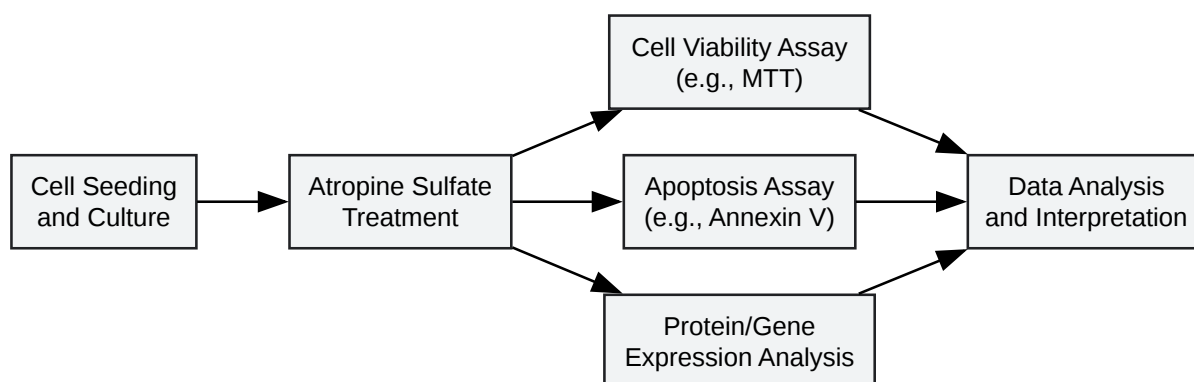 Cell Seeding
and Culture
Atropine Sulfate
Treatment
Cell Viability Assay
(e.g., MTT)
Apoptosis Assay
(e.g., Annexin V)
Protein/Gene
Expression Analysis
Data Analysis
and Interpretation